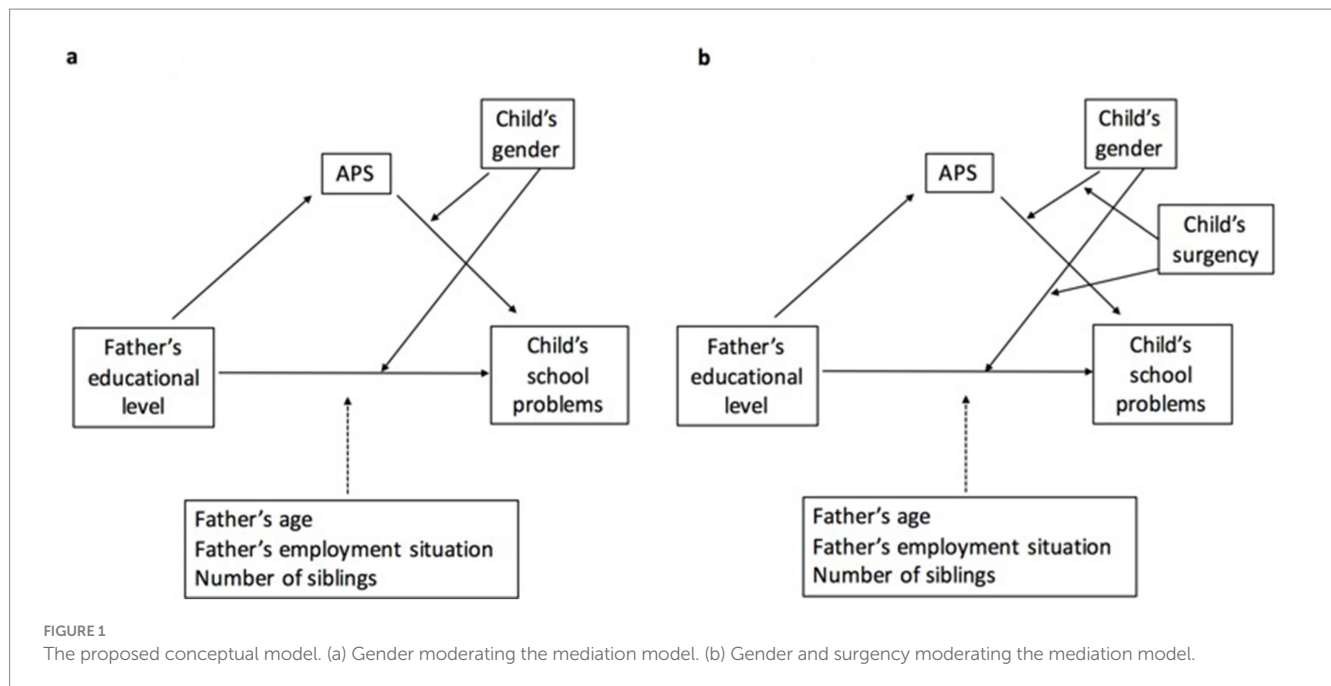 a
Child's
gender
APS
Father's
educational
level
Child's
school
problems
Father's age
Father's employment situation
Number of siblings
b
Child's
gender
APS
Child's
surgency
Father's
educational
level
Child's
school
problems
Father's age
Father's employment situation
Number of siblings
FIGURE 1
The proposed conceptual model. (a) Gender moderating the mediation model. (b) Gender and surgency moderating the mediation model.